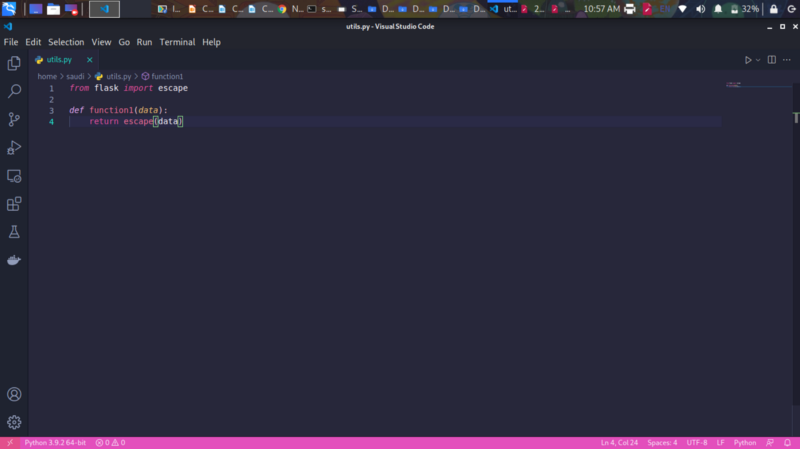 10:57 AM
32%
utils.py - Visual Studio Code
File Edit Selection View Go Run Terminal Help
utils.py
home saudi utils.py function1
1 from flask import escape
2
3 def function1(data):
4 return escape(data)
Python 3.9.2 64-bit 0 0 Ln 4, Col 24 Spaces: 4 UTF-8 LF Python